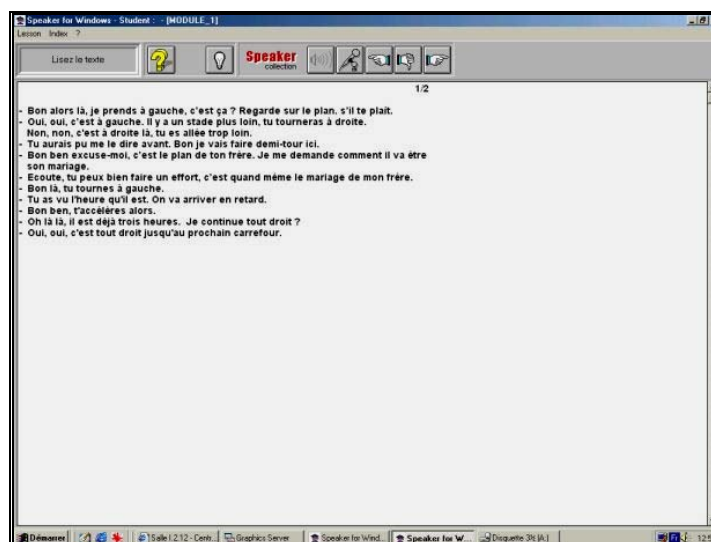 Speaker for Windows - Student : - [MODULE_1]
Lesson Index ?
Lisez le texte
Speaker
collection
1/2
- Bon alors là, je prends à gauche, c'est ça ? Regarde sur le plan, s'il te plaît.
- Oui, oui, c'est à gauche. Il y a un stade plus loin, tu tourneras à droite.
Non, non, c'est à droite là, tu es allée trop loin.
- Tu aurais pu me le dire avant. Bon je vais faire demi-tour ici.
- Bon ben excuse-moi, c'est le plan de ton frère. Je me demande comment il va être
son mariage.
- Ecoute, tu peux bien faire un effort, c'est quand même le mariage de mon frère.
- Bon là, tu tournes à gauche.
- Tu as vu l'heure qu'il est. On va arriver en retard.
- Bon ben, t'accélères alors.
- Oh là là, il est déjà trois heures. Je continue tout droit ?
- Oui, oui, c'est tout droit jusqu'au prochain carrefour.
Démarrer Salle I.2.12 - Centr... Graphics Server Speaker for Wind... Speaker for W... Disquette 3½ (A:) 12:5